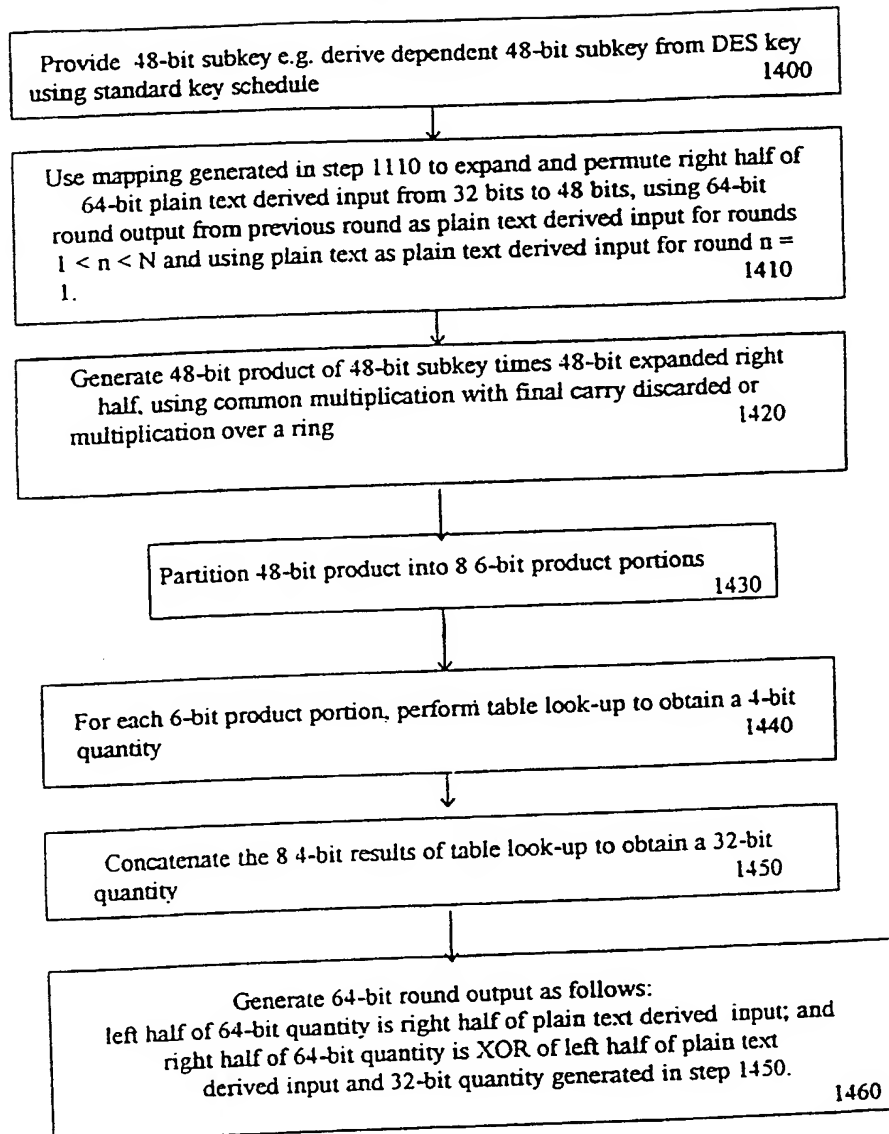 Provide 48-bit subkey e.g. derive dependent 48-bit subkey from DES key
using standard key schedule
1400
Use mapping generated in step 1110 to expand and permute right half of
64-bit plain text derived input from 32 bits to 48 bits, using 64-bit
round output from previous round as plain text derived input for rounds
1 < n < N and using plain text as plain text derived input for round n =
1.
1410
Generate 48-bit product of 48-bit subkey times 48-bit expanded right
half, using common multiplication with final carry discarded or
multiplication over a ring
1420
Partition 48-bit product into 8 6-bit product portions
1430
For each 6-bit product portion, perform table look-up to obtain a 4-bit
quantity
1440
Concatenate the 8 4-bit results of table look-up to obtain a 32-bit
quantity
1450
Generate 64-bit round output as follows:
left half of 64-bit quantity is right half of plain text derived input; and
right half of 64-bit quantity is XOR of left half of plain text
derived input and 32-bit quantity generated in step 1450.
1460